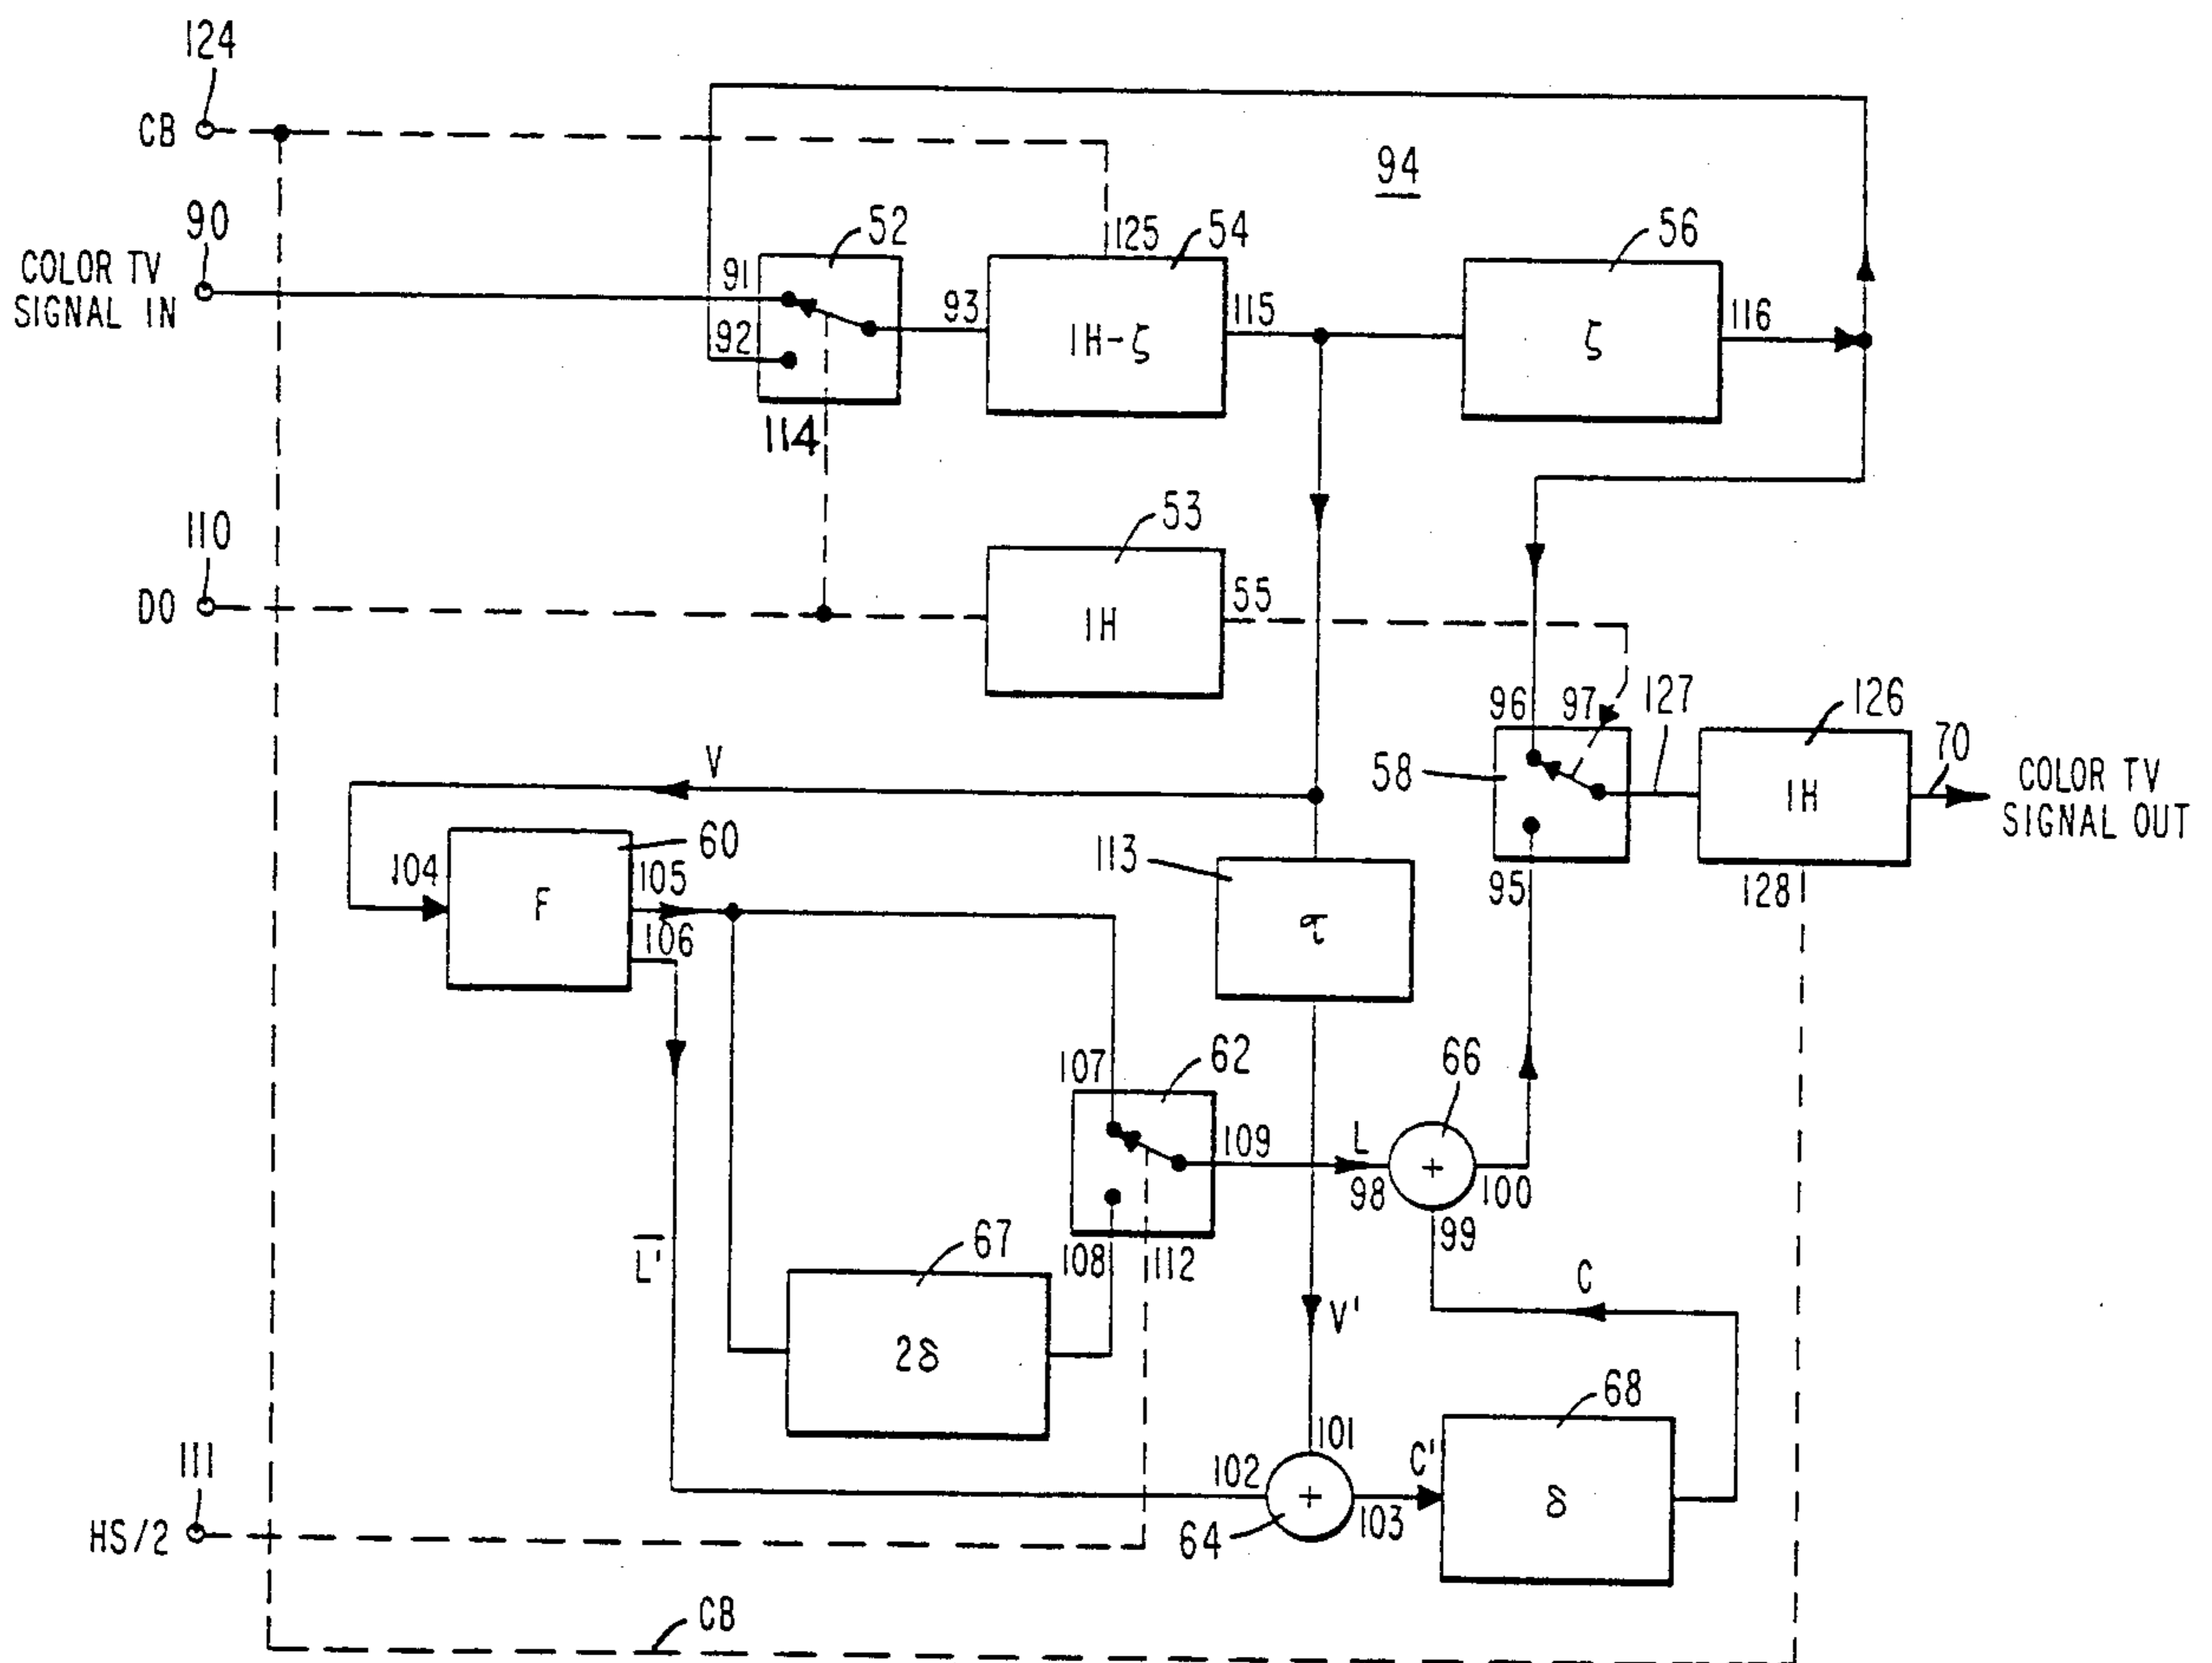 124
CB
94
90
52
125
54
56
COLOR TV
SIGNAL IN
91
92
93
1H-ζ
115
ζ
116
114
110
53
DO
1H
55
96
97
127
126
70
58
1H
COLOR TV
SIGNAL OUT
95
128
V
60
104
F
105
106
113
τ
107
62
66
109
L
98
+
100
99
L'
67
108
112
2δ
C
V'
68
101
111
102
+
103
C'
δ
HS/2
64
CB